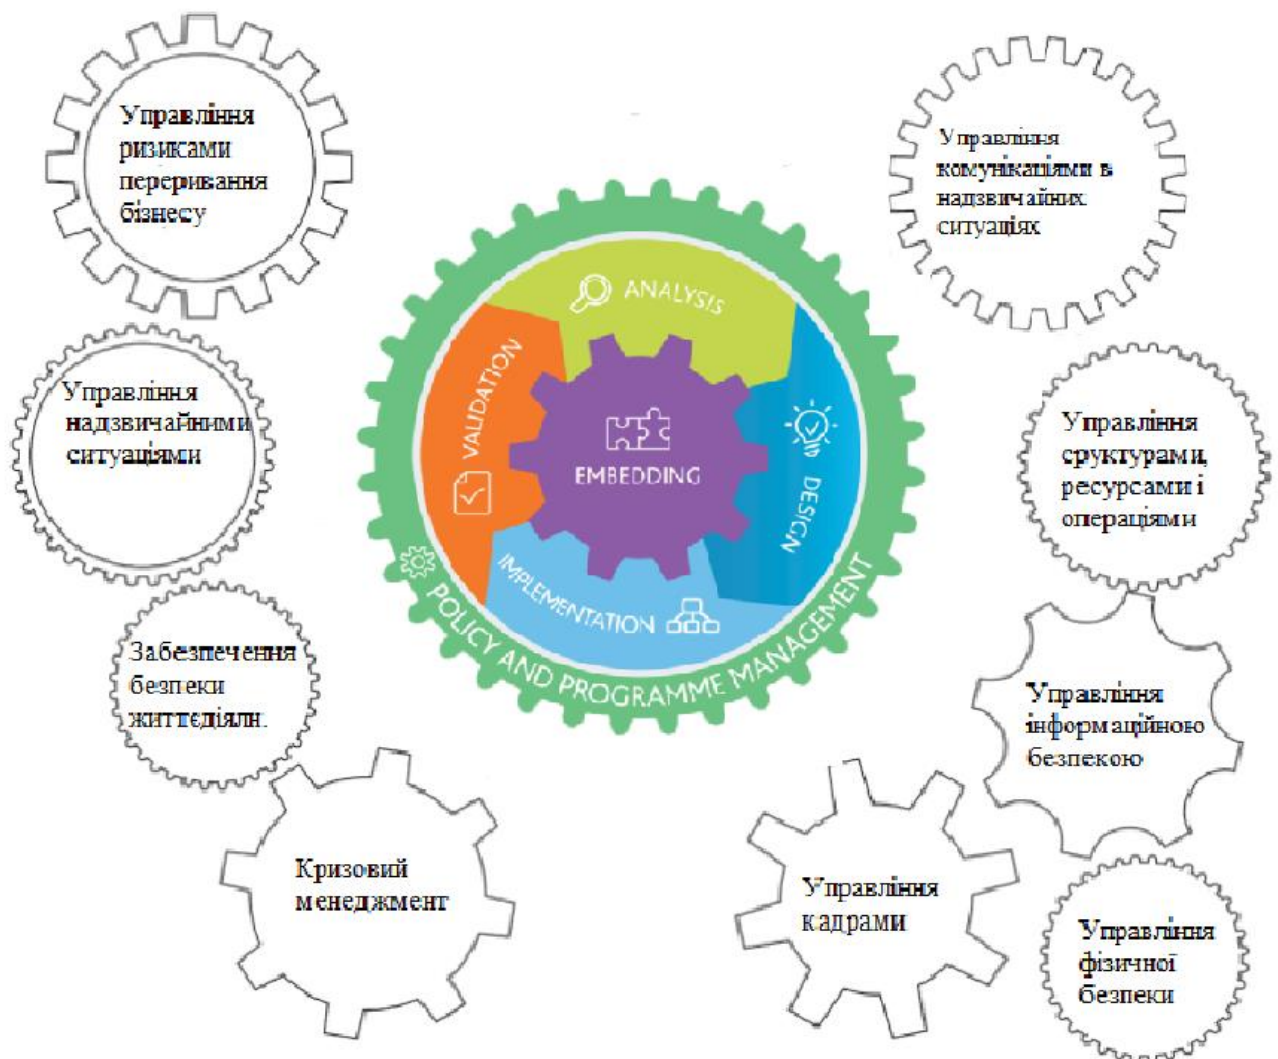 Управління
ризиками
переривання
бізнесу
Управління
комунікаціями в
надзвичайних
ситуаціях
Управління
надзвичайними
ситуаціями
ANALYSIS
VALIDATION
EMBEDDING
DESIGN
IMPLEMENTATION
POLICY AND PROGRAMME MANAGEMENT
Управління
сруктурами,
ресурсами і
операціями
Забезпечення
безпеки
життєдіялн.
Управління
інформаційною
безпекою
Кризовий
менеджмент
Управління
кадрами
Управління
фізичної
безпеки